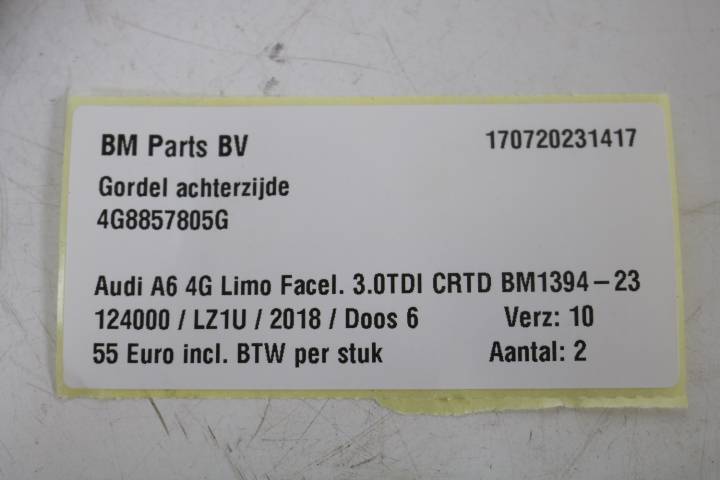 BM Parts BV 170720231417
Gordel achterzijde
4G8857805G
Audi A6 4G Limo Facel. 3.0TDI CRTD BM1394-23
124000 / LZ1U / 2018 / Doos 6 Verz: 10
55 Euro incl. BTW per stuk Aantal: 2